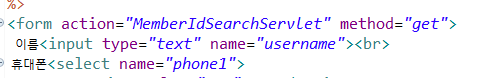 %>
<form action="MemberIdSearchServlet" method="get">
이름<input type="text" name="username"><br>
휴대폰<select name="phone1">